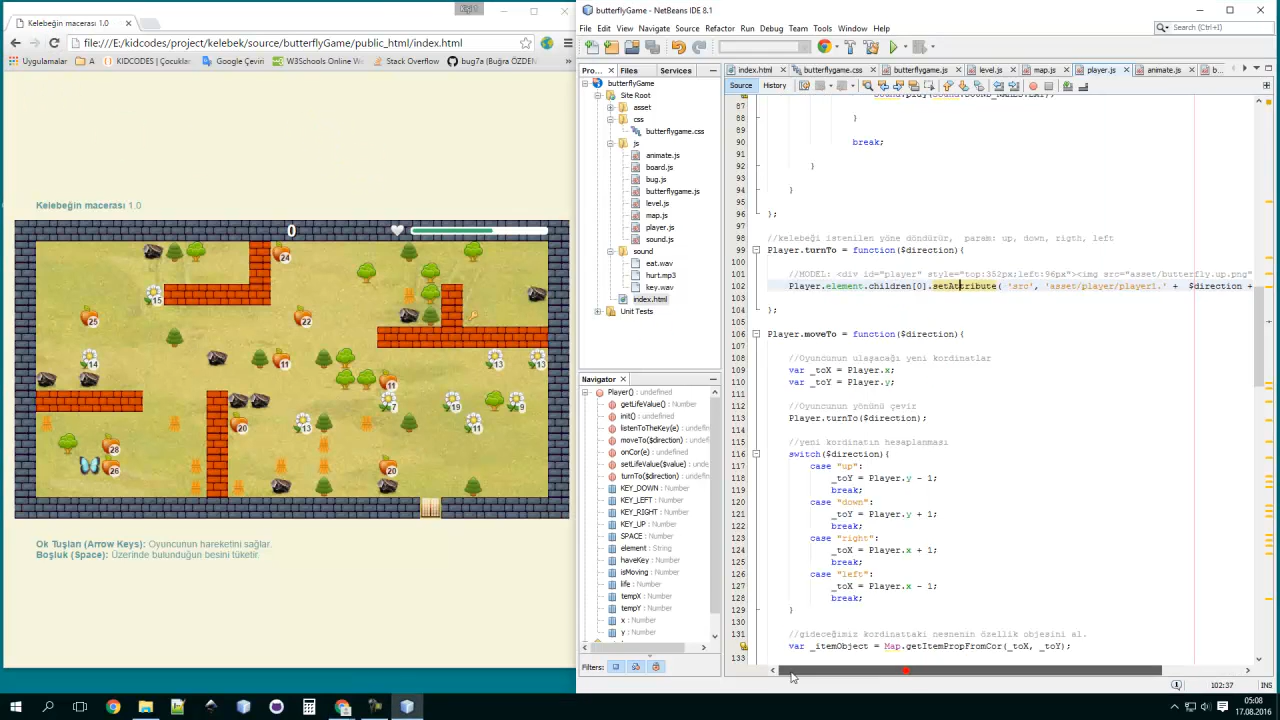 Kelebeğin macerası 1.0
file:///E:/kidcodes/project/kelebek/source/butterflyGame/public_html/index.html
Uygulamalar
KIDCODES | Çocuklar
Google Çeviri
W3Schools Online We
Stack Overflow
bug7a (Buğra ÖZDEN
Kelebeğin macerası 1.0
0
24
15
25
22
14
11
13
13
11
7
19
9
20
13
11
28
26
20
Ok Tuşları (Arrow Keys): Oyuncunun hareketini sağlar.
Boşluk (Space): Üzerinde bulunduğun besini tüketir.
butterflyGame - NetBeans IDE 8.1
File Edit View Navigate Source Refactor Run Debug Team Tools Window Help
Search (Ctrl+I)
Pro...
Files
Services
butterflyGame
Site Root
asset
css
butterflygame.css
js
animate.js
board.js
bug.js
butterflygame.js
level.js
map.js
player.js
sound.js
sound
eat.wav
hurt.mp3
key.wav
index.html
Unit Tests
Navigator
Player() : undefined
getLifeValue() : Number
init() : undefined
listenToTheKey(e) : undefined
moveTo($direction) : undefined
onCor(e) : undefined
setLifeValue($value) : undefined
turnTo($direction) : undefined
KEY_DOWN : Number
KEY_LEFT : Number
KEY_RIGHT : Number
KEY_UP : Number
SPACE : Number
element : String
haveKey : Number
isMoving : Number
life : Number
tempX : Number
tempY : Number
x : Number
y : Number
Filters:
index.html
butterflygame.css
butterflygame.js
level.js
map.js
player.js
animate.js
b...
Source
History
87
88 }
89
90 break;
91
92 }
93
94 }
95
96 };
97
98 //kelebeği istenilen yöne döndürür, param: up, down, rigth, left
99 Player.turnTo = function($direction){
100
101 //MODEL: <div id="player" style="top:352px;left:96px"><img src="asset/butterfly.up.png"
102 Player.element.children[0].setAttribute( 'src', 'asset/player/player1.' + $direction +
103
104 };
105
106 Player.moveTo = function($direction){
107
108 //Oyuncunun ulaşacağı yeni kordinatlar
109 var _toX = Player.x;
110 var _toY = Player.y;
111
112 //Oyuncunun yönünü çevir
113 Player.turnTo($direction);
114
115 //yeni kordinatın hesaplanması
116 switch($direction){
117 case "up":
118 _toY = Player.y - 1;
119 break;
120 case "down":
121 _toY = Player.y + 1;
122 break;
123 case "right":
124 _toX = Player.x + 1;
125 break;
126 case "left":
127 _toX = Player.x - 1;
128 break;
129 }
130
131 //gideceğimiz kordinattaki nesnenin özellik objesini al.
var _itemObject = Map.getItemPropFromCor(_toX, _toY);
133
102:37
INS
05:08
17.08.2016